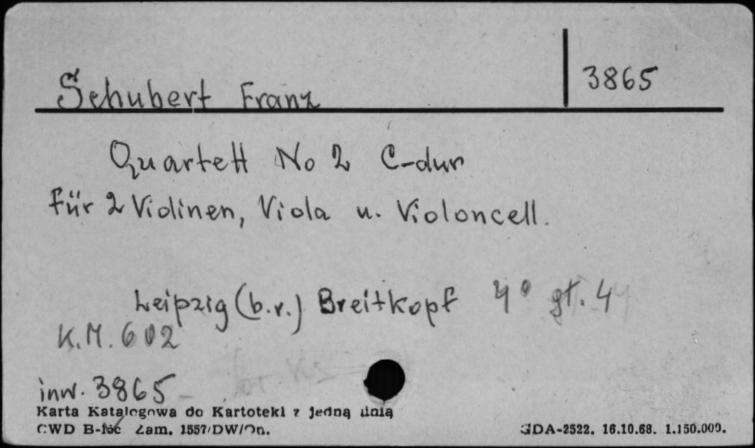 Schubert Franz 3865
Quartett No 2 C-dur
für 2 Violinen, Viola u. Violoncell.
Leipzig (b.r.) Breitkopf 4° gt. 4
K.M. 602
inw. 3865
Karta Katalogowa do Kartoteki z jedną linią
CWD B-łoć Zam. 1557/DW/On. GDA-2522. 16.10.68. 1.150.000.